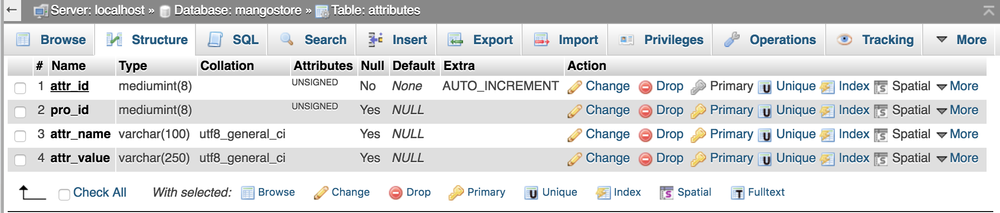 Server: localhost » Database: mangostore » Table: attributes
Browse Structure SQL Search Insert Export Import Privileges Operations Tracking More
# Name Type Collation Attributes Null Default Extra Action
1 attr_id mediumint(8) UNSIGNED No None AUTO_INCREMENT Change Drop Primary Unique Index Spatial More
2 pro_id mediumint(8) UNSIGNED Yes NULL Change Drop Primary Unique Index Spatial More
3 attr_name varchar(100) utf8_general_ci Yes NULL Change Drop Primary Unique Index Spatial More
4 attr_value varchar(250) utf8_general_ci Yes NULL Change Drop Primary Unique Index Spatial More
Check All With selected: Browse Change Drop Primary Unique Index Spatial Fulltext